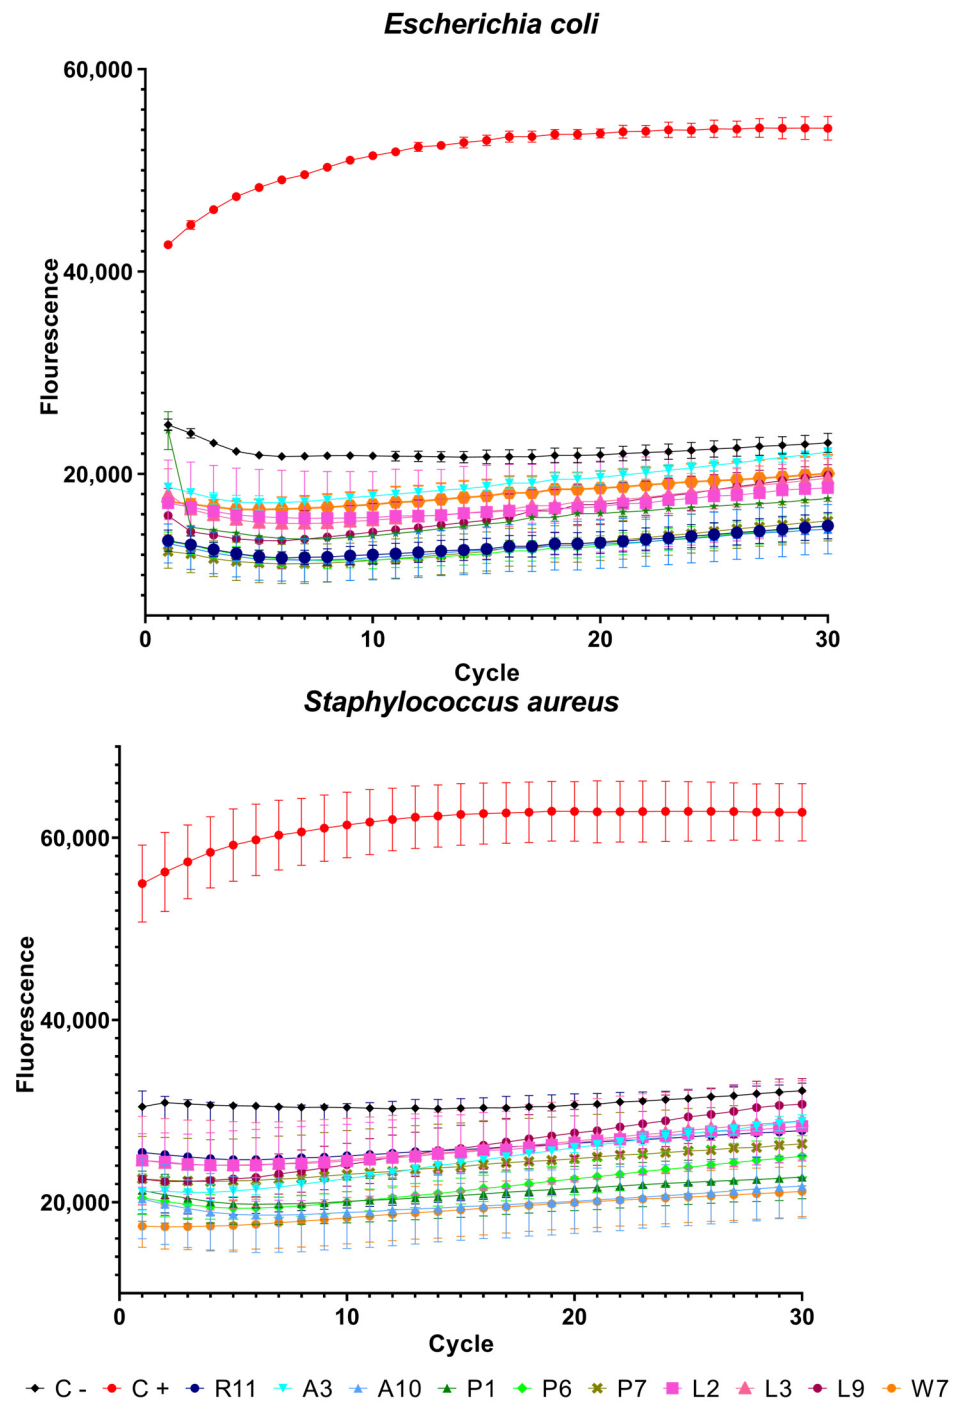 Escherichia coli
60,000
40,000
20,000
Flourescence
0
10
20
30
Cycle
Staphylococcus aureus
60,000
40,000
20,000
Fluorescence
0
10
20
30
Cycle
C - C + R11 A3 A10 P1 P6 P7 L2 L3 L9 W7